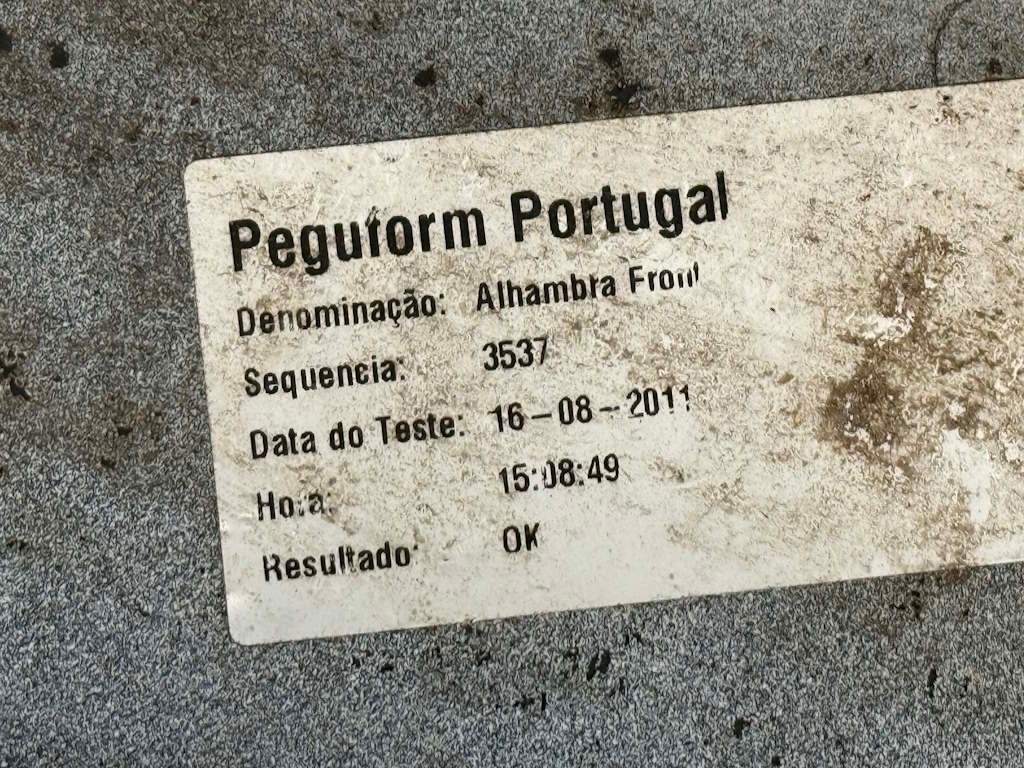 Peguform Portugal
Denominação: Alhambra Front
Sequencia: 3537
Data do Teste: 16-08-2011
Hora: 15:08:49
Resultado: OK